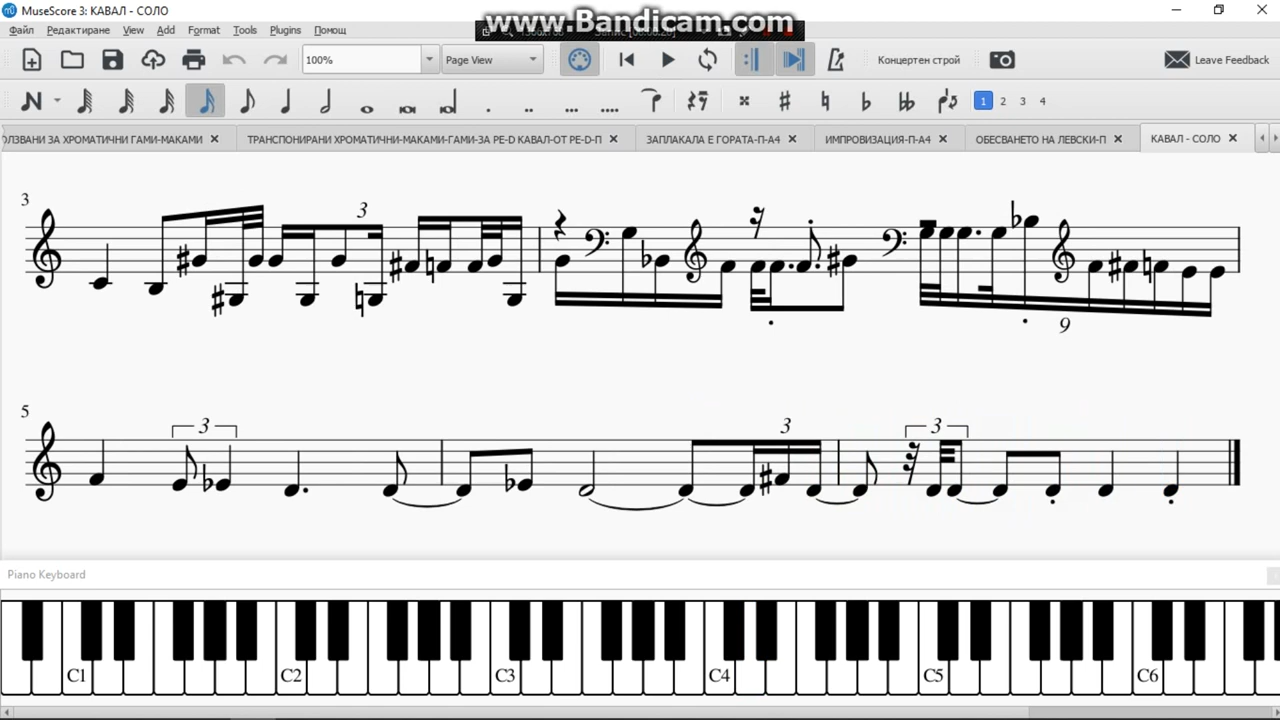 MuseScore 3: КАВАЛ - СОЛО
www.Bandicam.com
Файл Редактиране View Add Format Tools Plugins Помощ
100% Page View Концертен строй Leave Feedback
1 2 3 4
ОЛЗВАНИ ЗА ХРОМАТИЧНИ ГАМИ-МАКАМИ ТРАНСПОНИРАНИ ХРОМАТИЧНИ-МАКАМИ-ГАМИ-ЗА РЕ-D КАВАЛ-ОТ РЕ-D-П ЗАПЛАКАЛА Е ГОРАТА-П-А4 ИМПРОВИЗАЦИЯ-П-А4 ОБЕСВАНЕТО НА ЛЕВСКИ-П КАВАЛ - СОЛО
3
3
9
5
3 3 3
Piano Keyboard
C1 C2 C3 C4 C5 C6